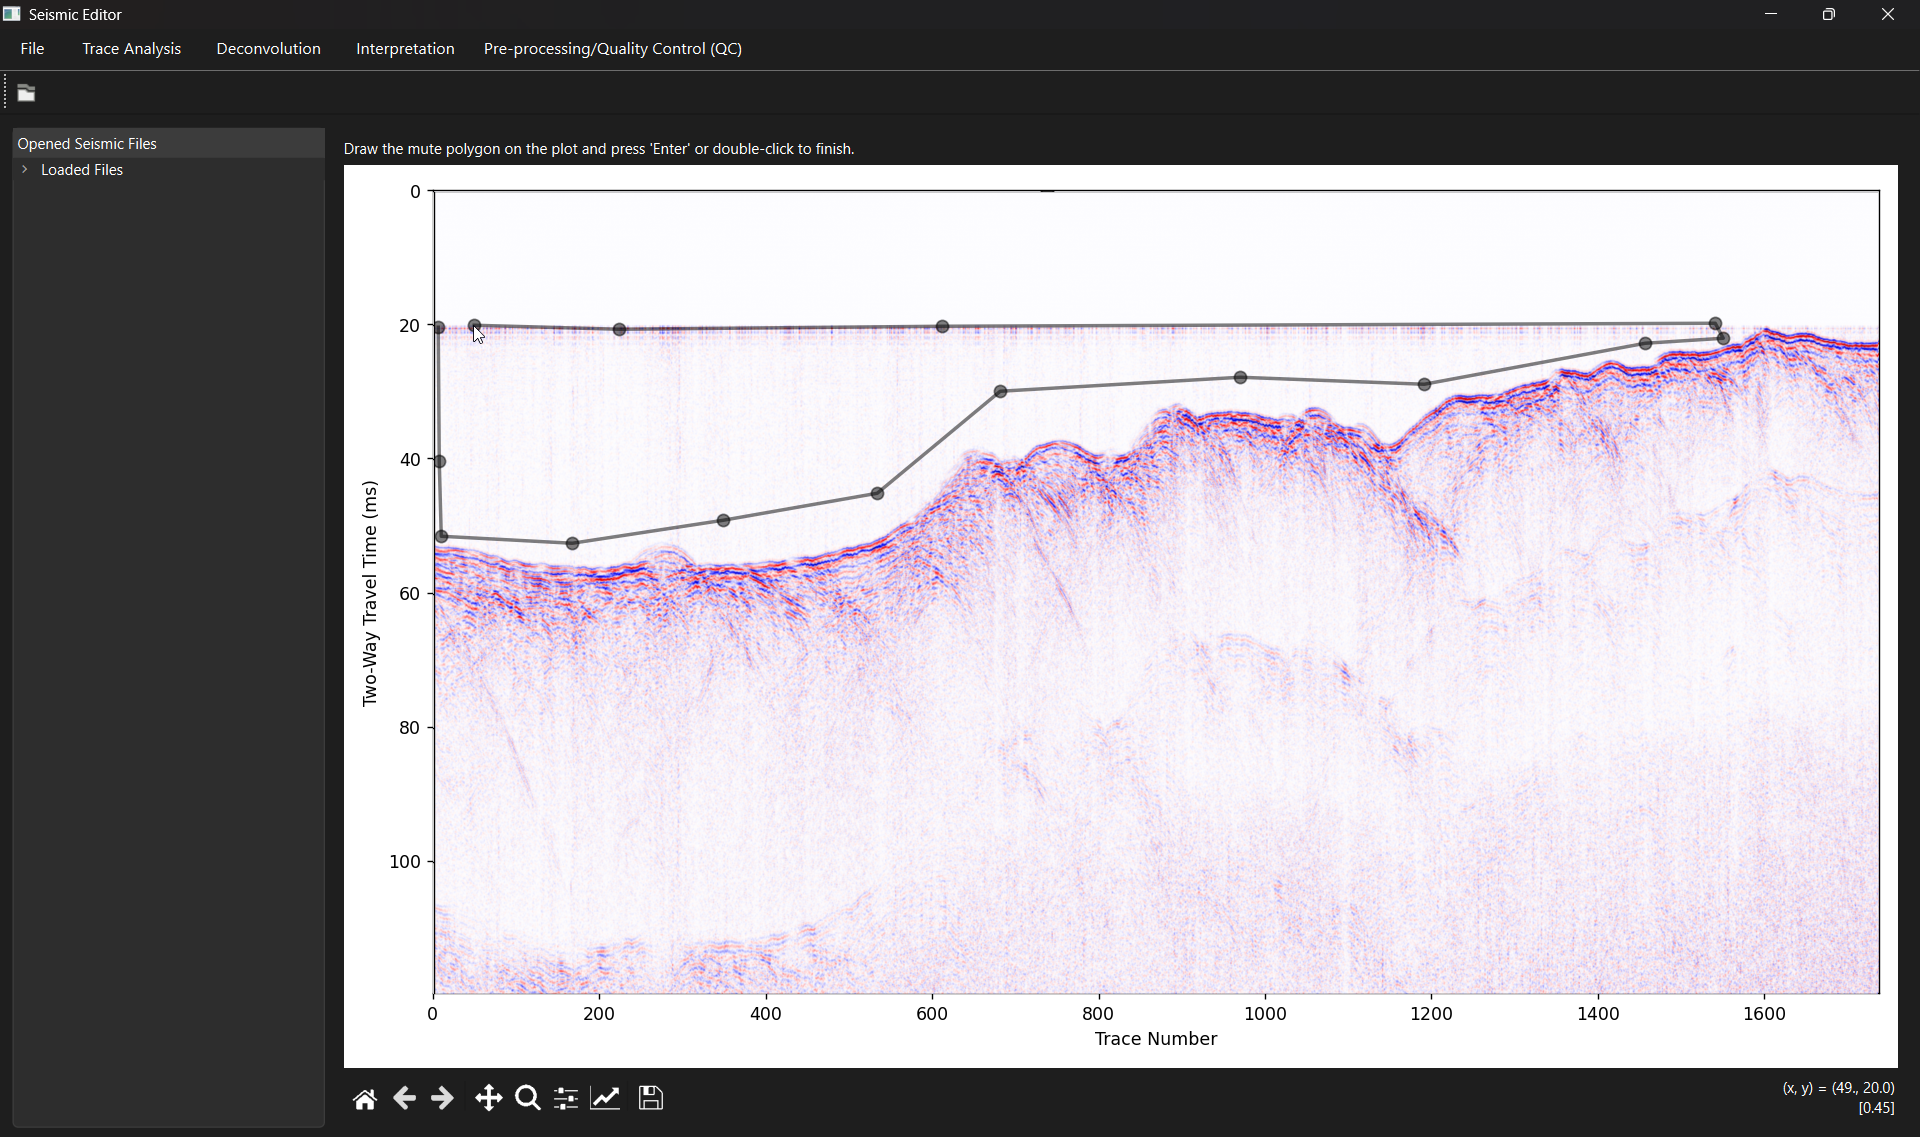 Seismic Editor
File Trace Analysis Deconvolution Interpretation Pre-processing/Quality Control (QC)
Opened Seismic Files
Loaded Files
Draw the mute polygon on the plot and press 'Enter' or double-click to finish.
0
20
40
60
80
100
Two-Way Travel Time (ms)
0 200 400 600 800 1000 1200 1400 1600
Trace Number
(x, y) = (49., 20.0)
[0.45]